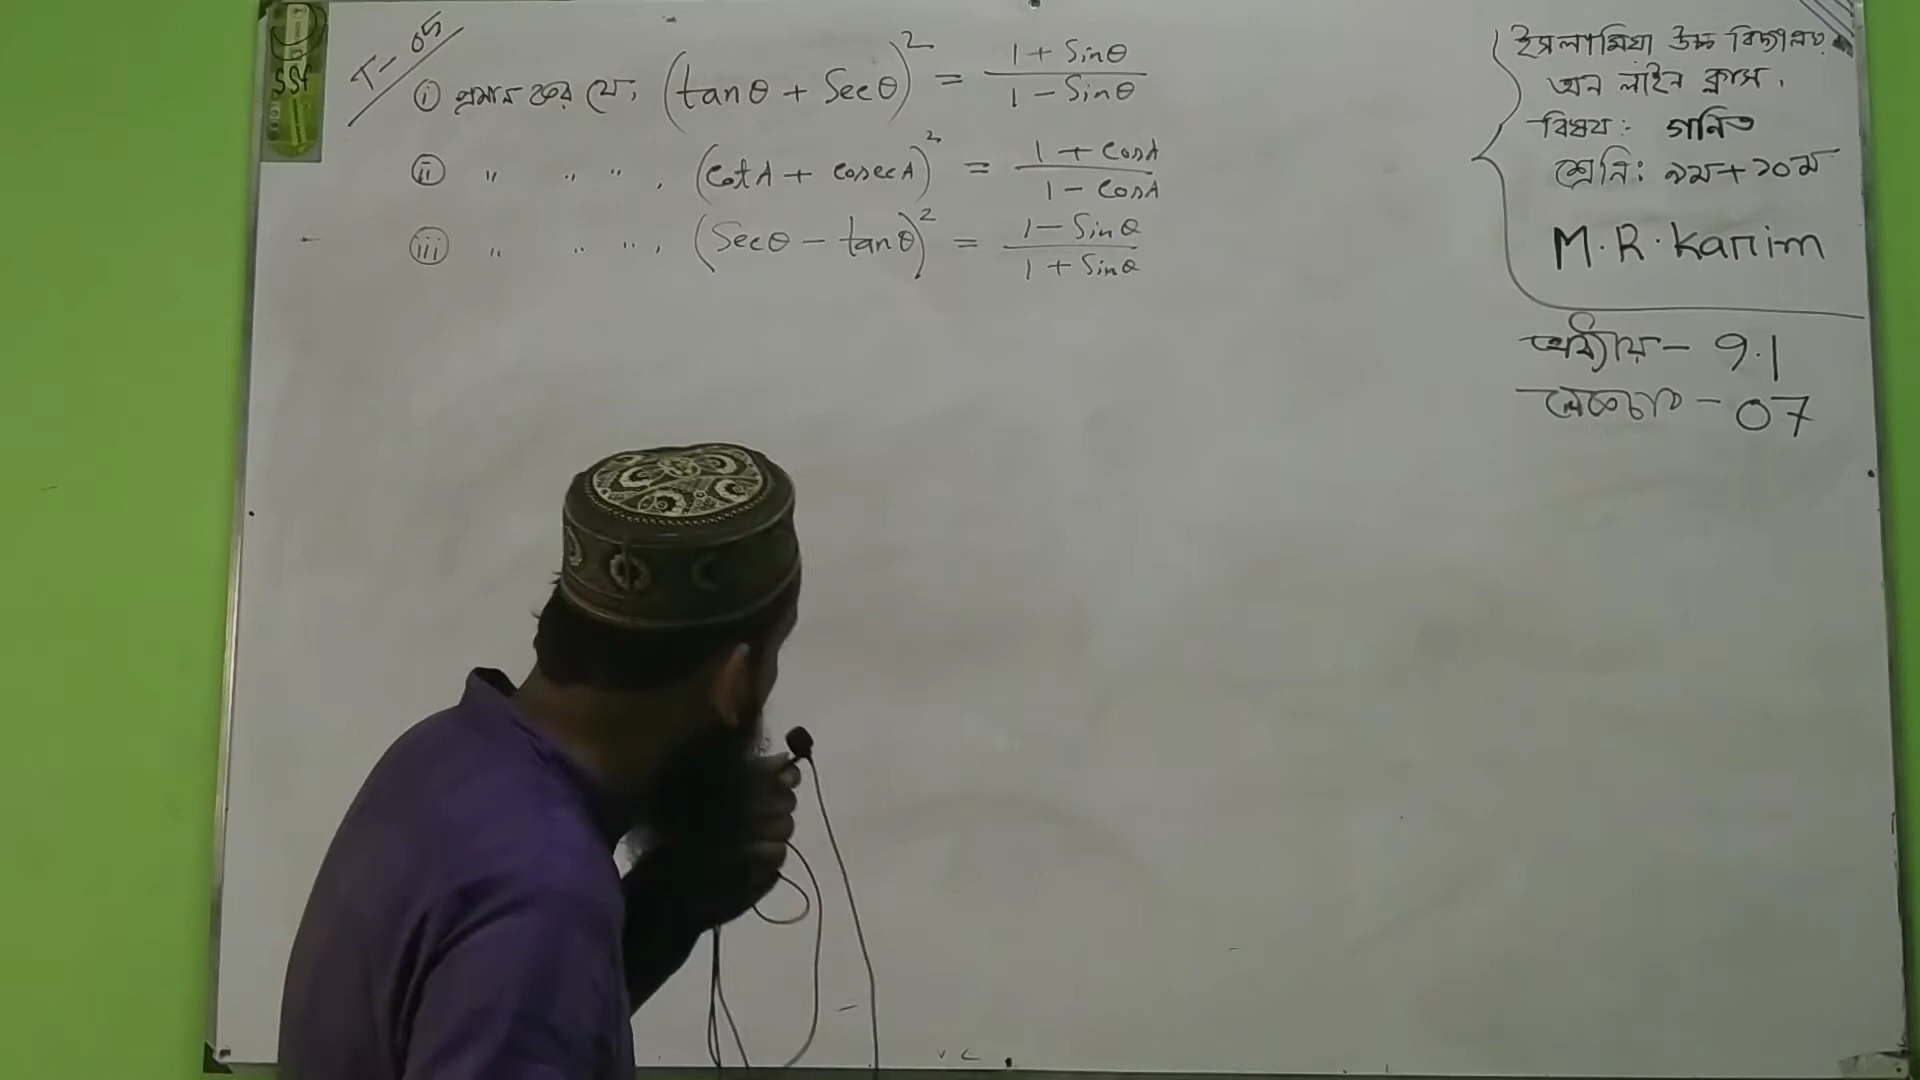 T-05
SSf
i) প্রমান কর যে, (tanθ + Secθ)² = (1 + Sinθ)/(1 - Sinθ)
ii) " " ", (CotA + CosecA)² = (1 + CosA)/(1 - CosA)
iii) " " ", (Secθ - tanθ)² = (1 - Sinθ)/(1 + Sinθ)
ইসলামিয়া উচ্চ বিদ্যালয়
অন লাইন ক্লাস।
বিষয়:- গনিত
শ্রেনি: ৯ম+১০ম
M.R.Karim
অধ্যায় - 9.1
লেকচার - 07